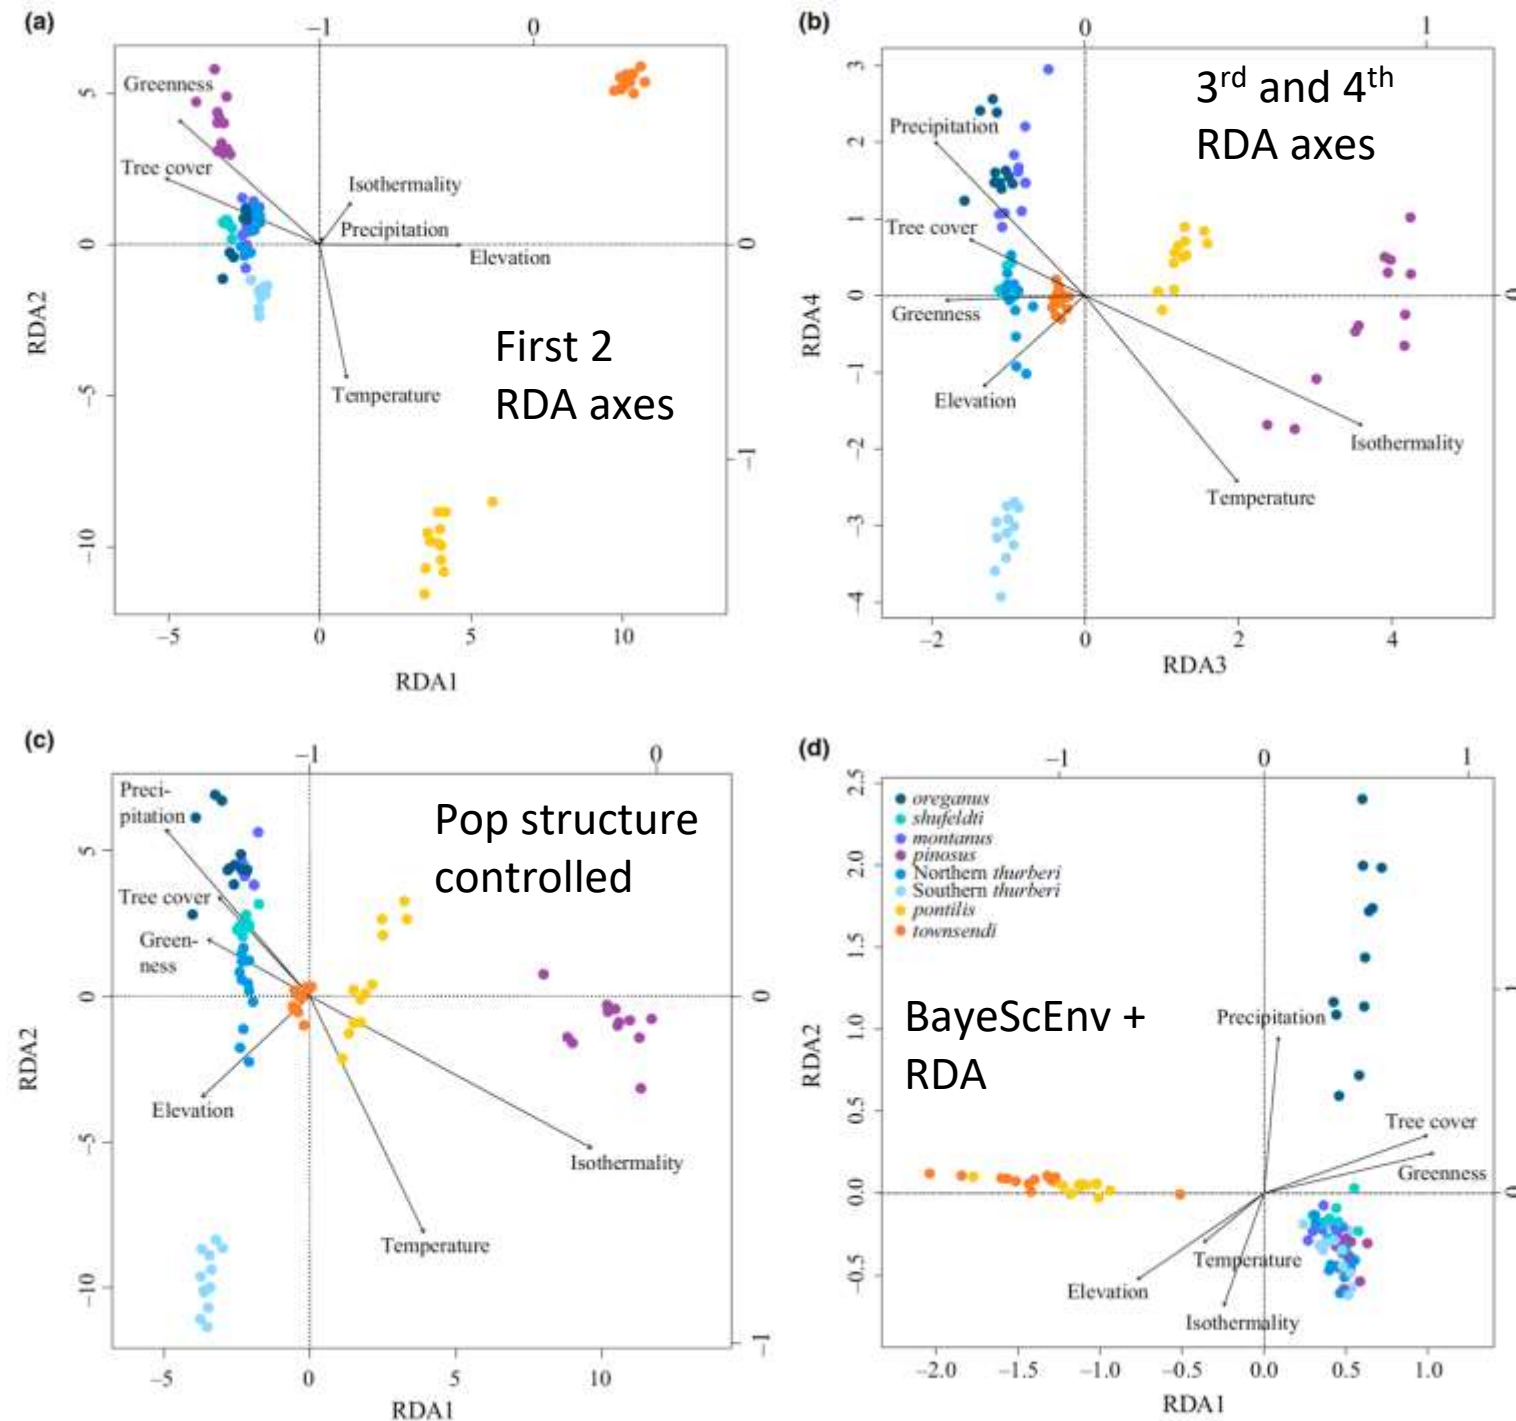 (a)
−1 0
Greenness
Tree cover
Isothermality
Precipitation
Elevation
Temperature
First 2
RDA axes
5
0
−5
−10
RDA2
0
−1
−5 0 5 10
RDA1
(b)
0 1
3rd and 4th
RDA axes
Precipitation
Tree cover
Greenness
Elevation
Isothermality
Temperature
3
2
1
0
−1
−2
−3
−4
RDA4
0
−2 0 2 4
RDA3
(c)
−1 0
Preci-
pitation
Tree cover
Green-
ness
Elevation
Isothermality
Temperature
Pop structure
controlled
5
0
−5
−10
RDA2
0
−1
−5 0 5 10
RDA1
(d)
−1 0 1
oreganus
shufeldti
montanus
pinosus
Northern thurberi
Southern thurberi
pontilis
townsendi
BayeScEnv +
RDA
Precipitation
Tree cover
Greenness
Temperature
Elevation
Isothermality
2.5
2.0
1.5
1.0
0.5
0.0
−0.5
RDA2
1
0
−2.0 −1.5 −1.0 −0.5 0.0 0.5 1.0
RDA1